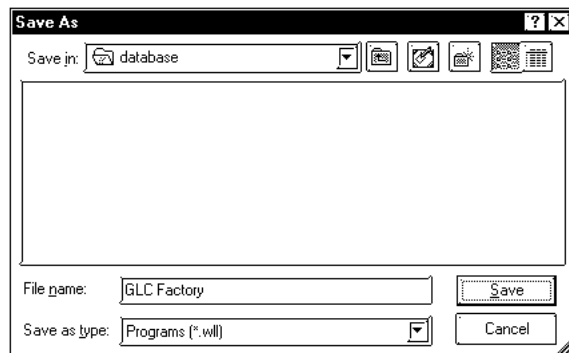 Save As
Save in: database
File name: GLC Factory Save
Save as type: Programs (*.wll) Cancel